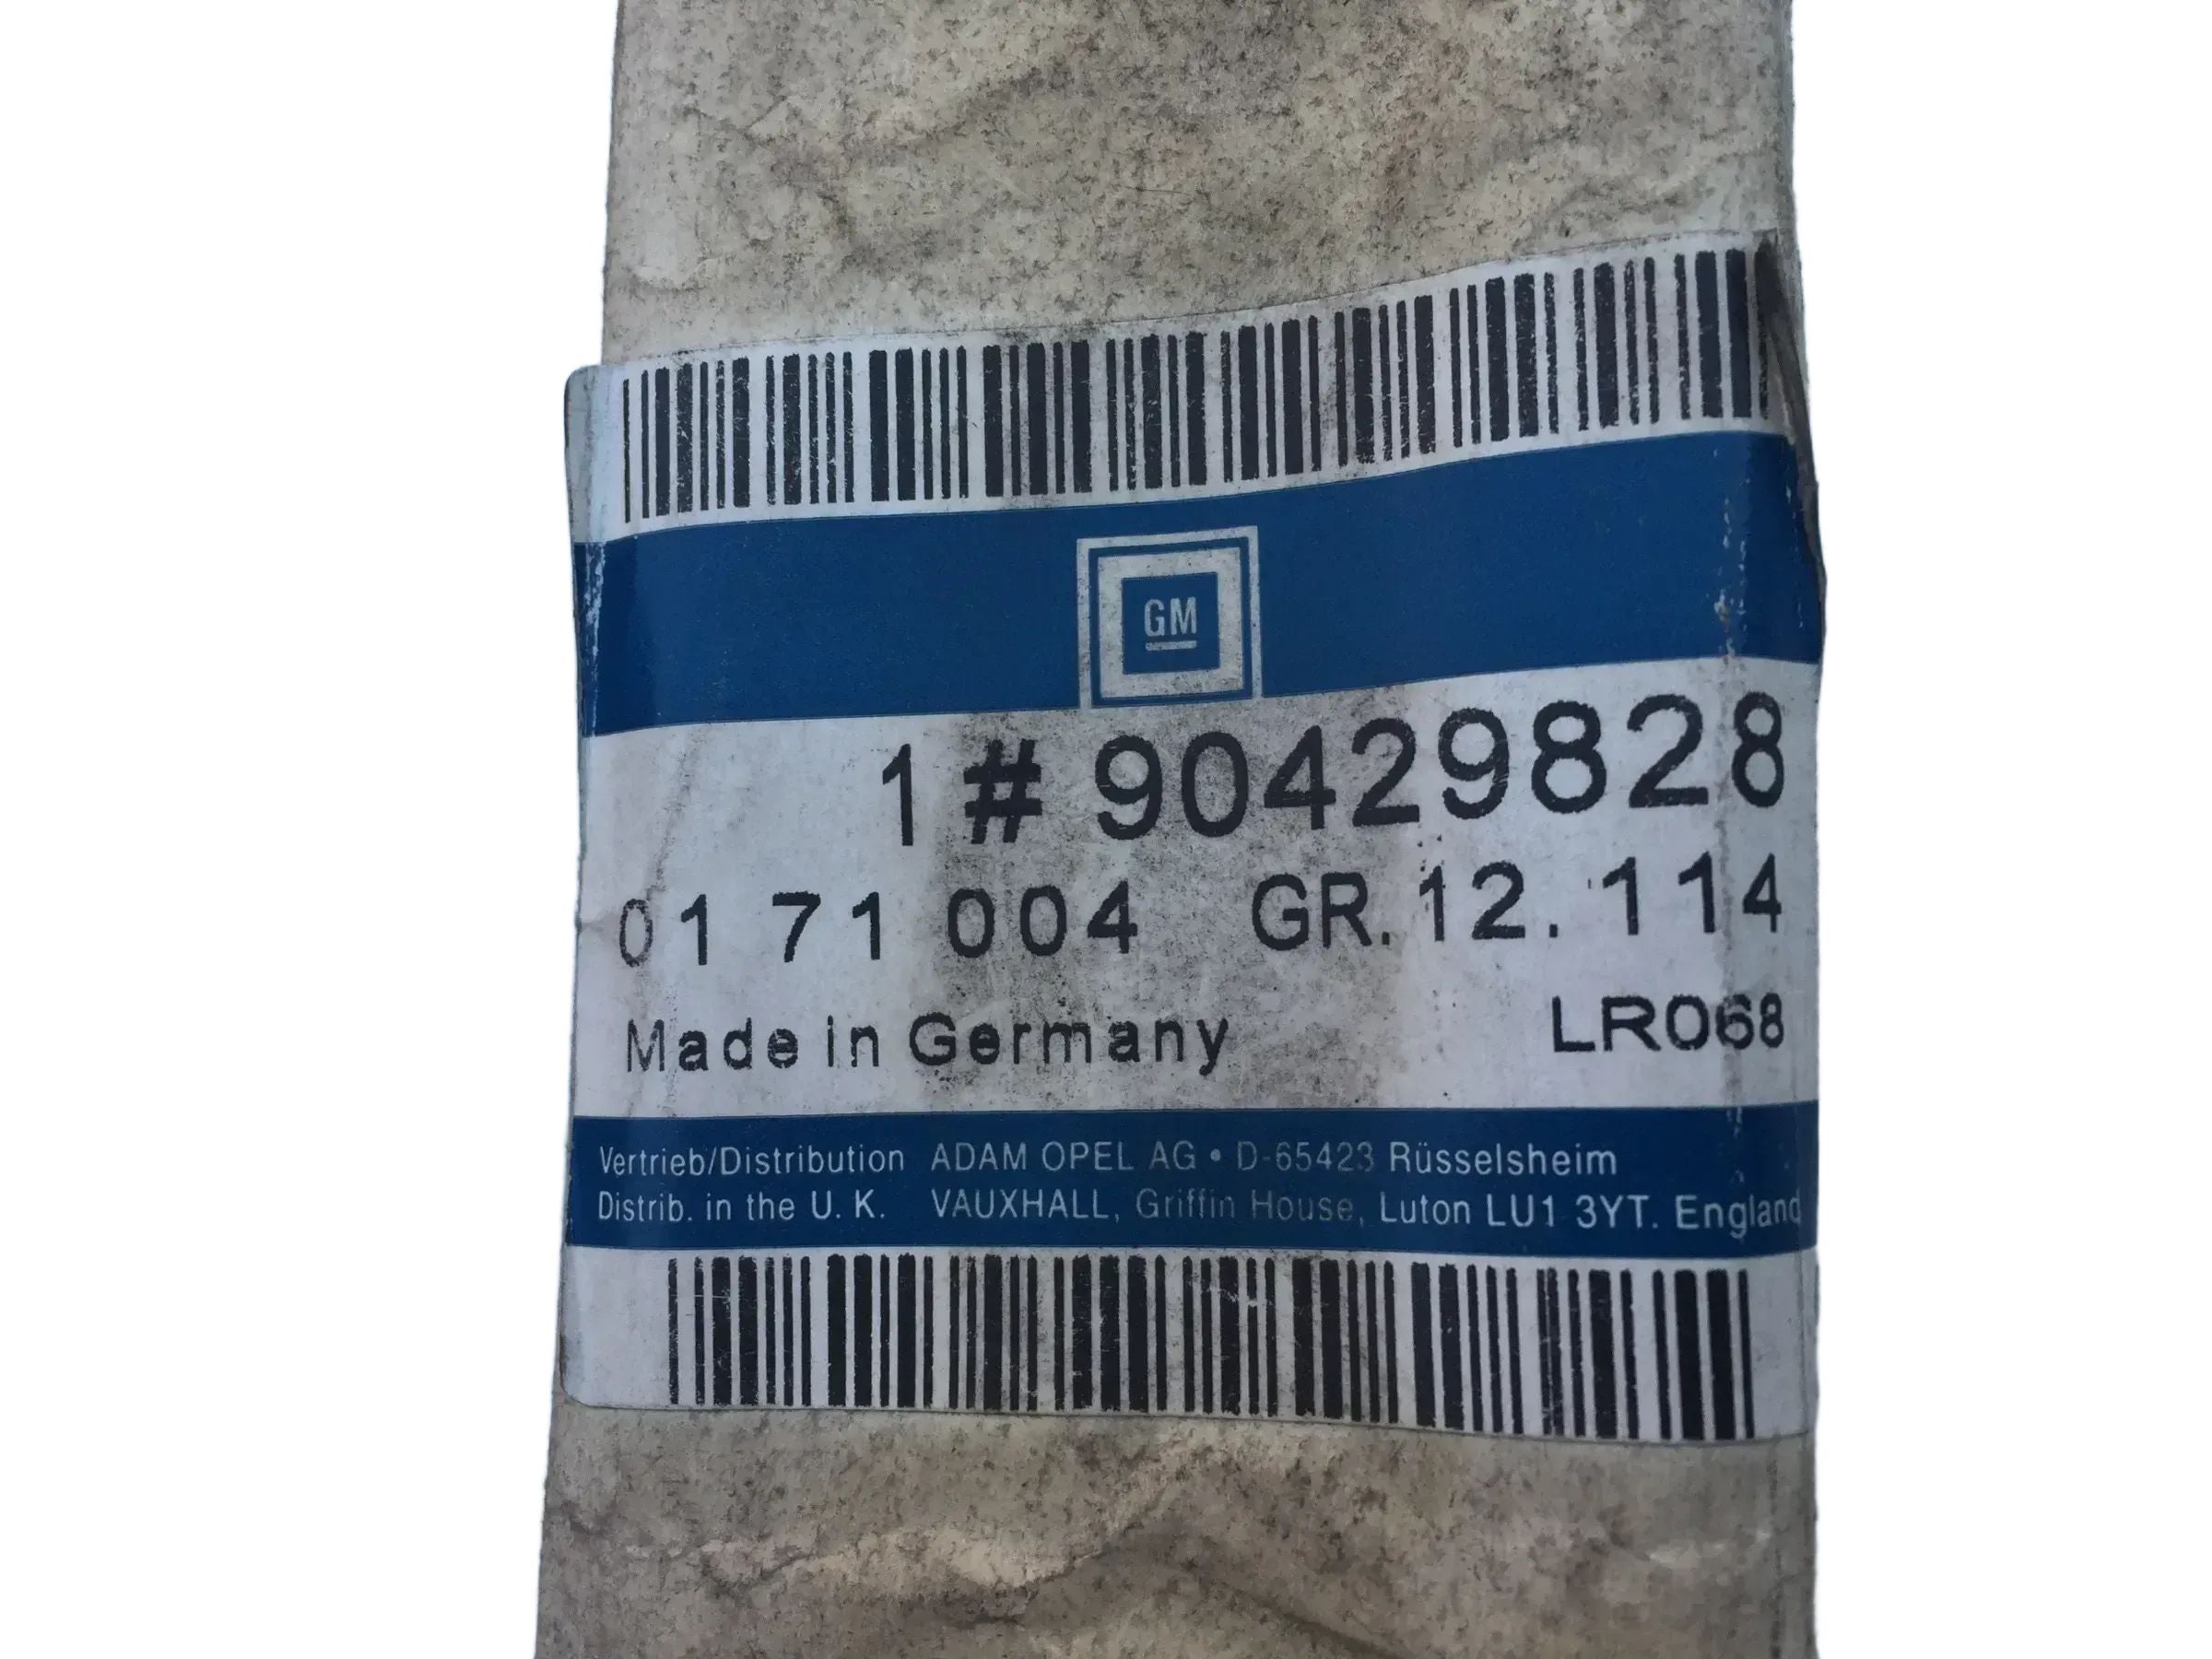 GM
1 # 90429828
01 71 004 GR. 12. 114
Made in Germany LR068
Vertrieb/Distribution ADAM OPEL AG • D-65423 Rüsselsheim
Distrib. in the U. K. VAUXHALL, Griffin House, Luton LU1 3YT. England